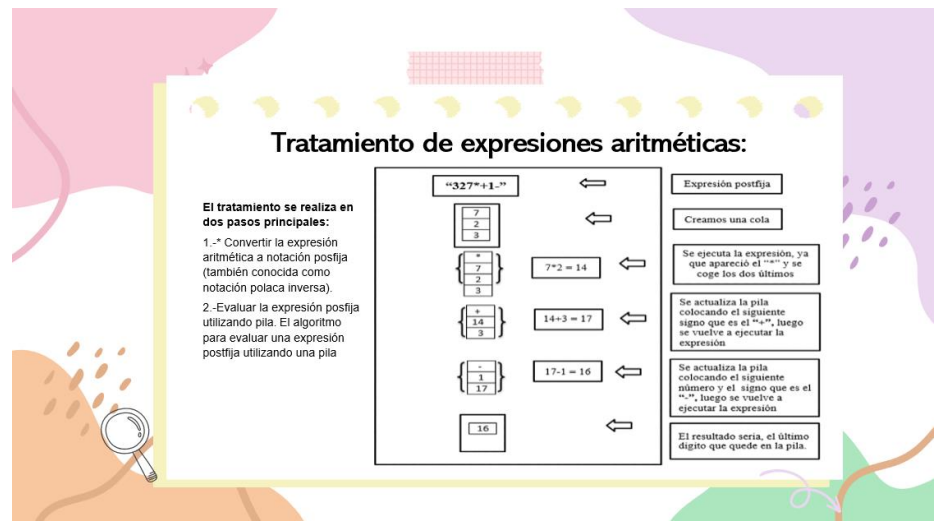 Tratamiento de expresiones aritméticas:
El tratamiento se realiza en
dos pasos principales:
1.-* Convertir la expresión
aritmética a notación posfija
(también conocida como
notación polaca inversa).
2.-Evaluar la expresión posfija
utilizando pila. El algoritmo
para evaluar una expresión
postfija utilizando una pila
“327*+1-”
Expresión postfija
7
2
3
Creamos una cola
*
7
2
3
7*2 = 14
Se ejecuta la expresión, ya
que apareció el “*” y se
coge los dos últimos
+
14
3
14+3 = 17
Se actualiza la pila
colocando el siguiente
signo que es el “+”, luego
se vuelve a ejecutar la
expresión
-
1
17
17-1 = 16
Se actualiza la pila
colocando el siguiente
número y el signo que es el
“-”, luego se vuelve a
ejecutar la expresión
16
El resultado seria, el último
digito que quede en la pila.